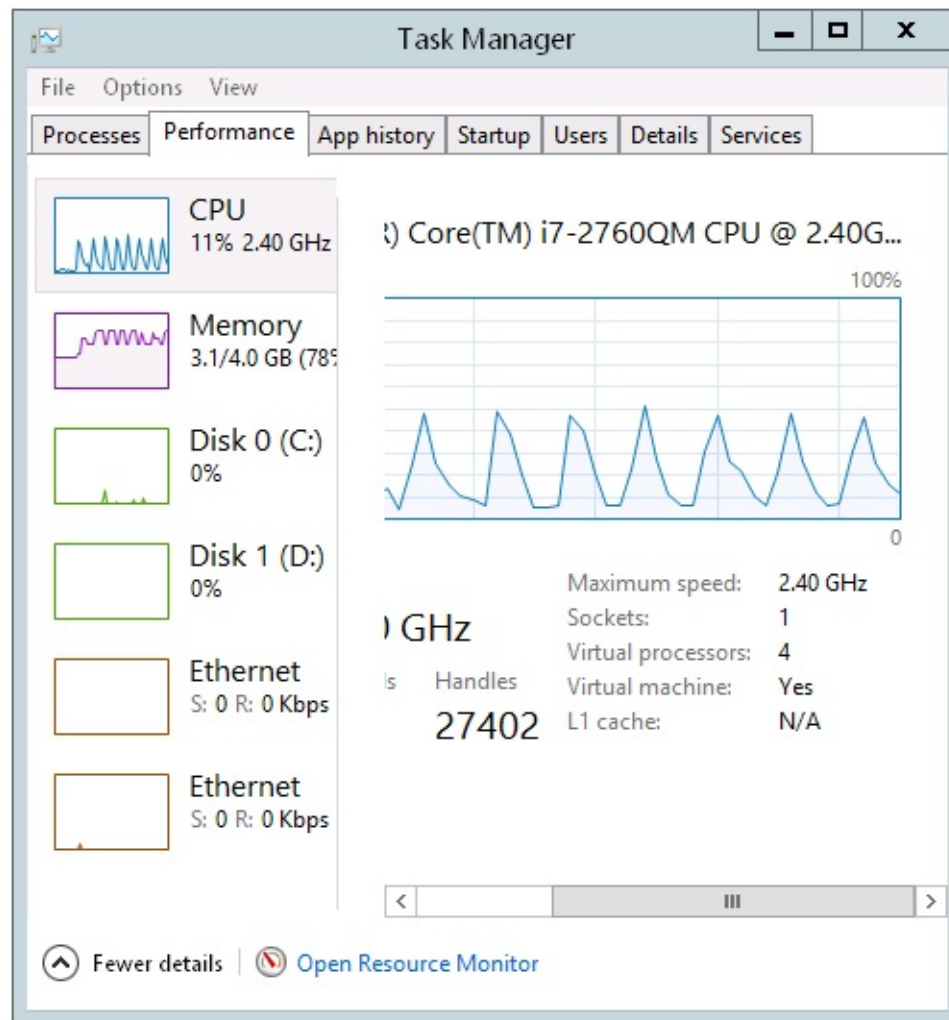 Task Manager
File Options View
Processes Performance App history Startup Users Details Services
CPU
11% 2.40 GHz
Memory
3.1/4.0 GB (78%
Disk 0 (C:)
0%
Disk 1 (D:)
0%
Ethernet
S: 0 R: 0 Kbps
Ethernet
S: 0 R: 0 Kbps
R) Core(TM) i7-2760QM CPU @ 2.40G...
100%
0
0 GHz
ls Handles
27402
Maximum speed: 2.40 GHz
Sockets: 1
Virtual processors: 4
Virtual machine: Yes
L1 cache: N/A
Fewer details Open Resource Monitor